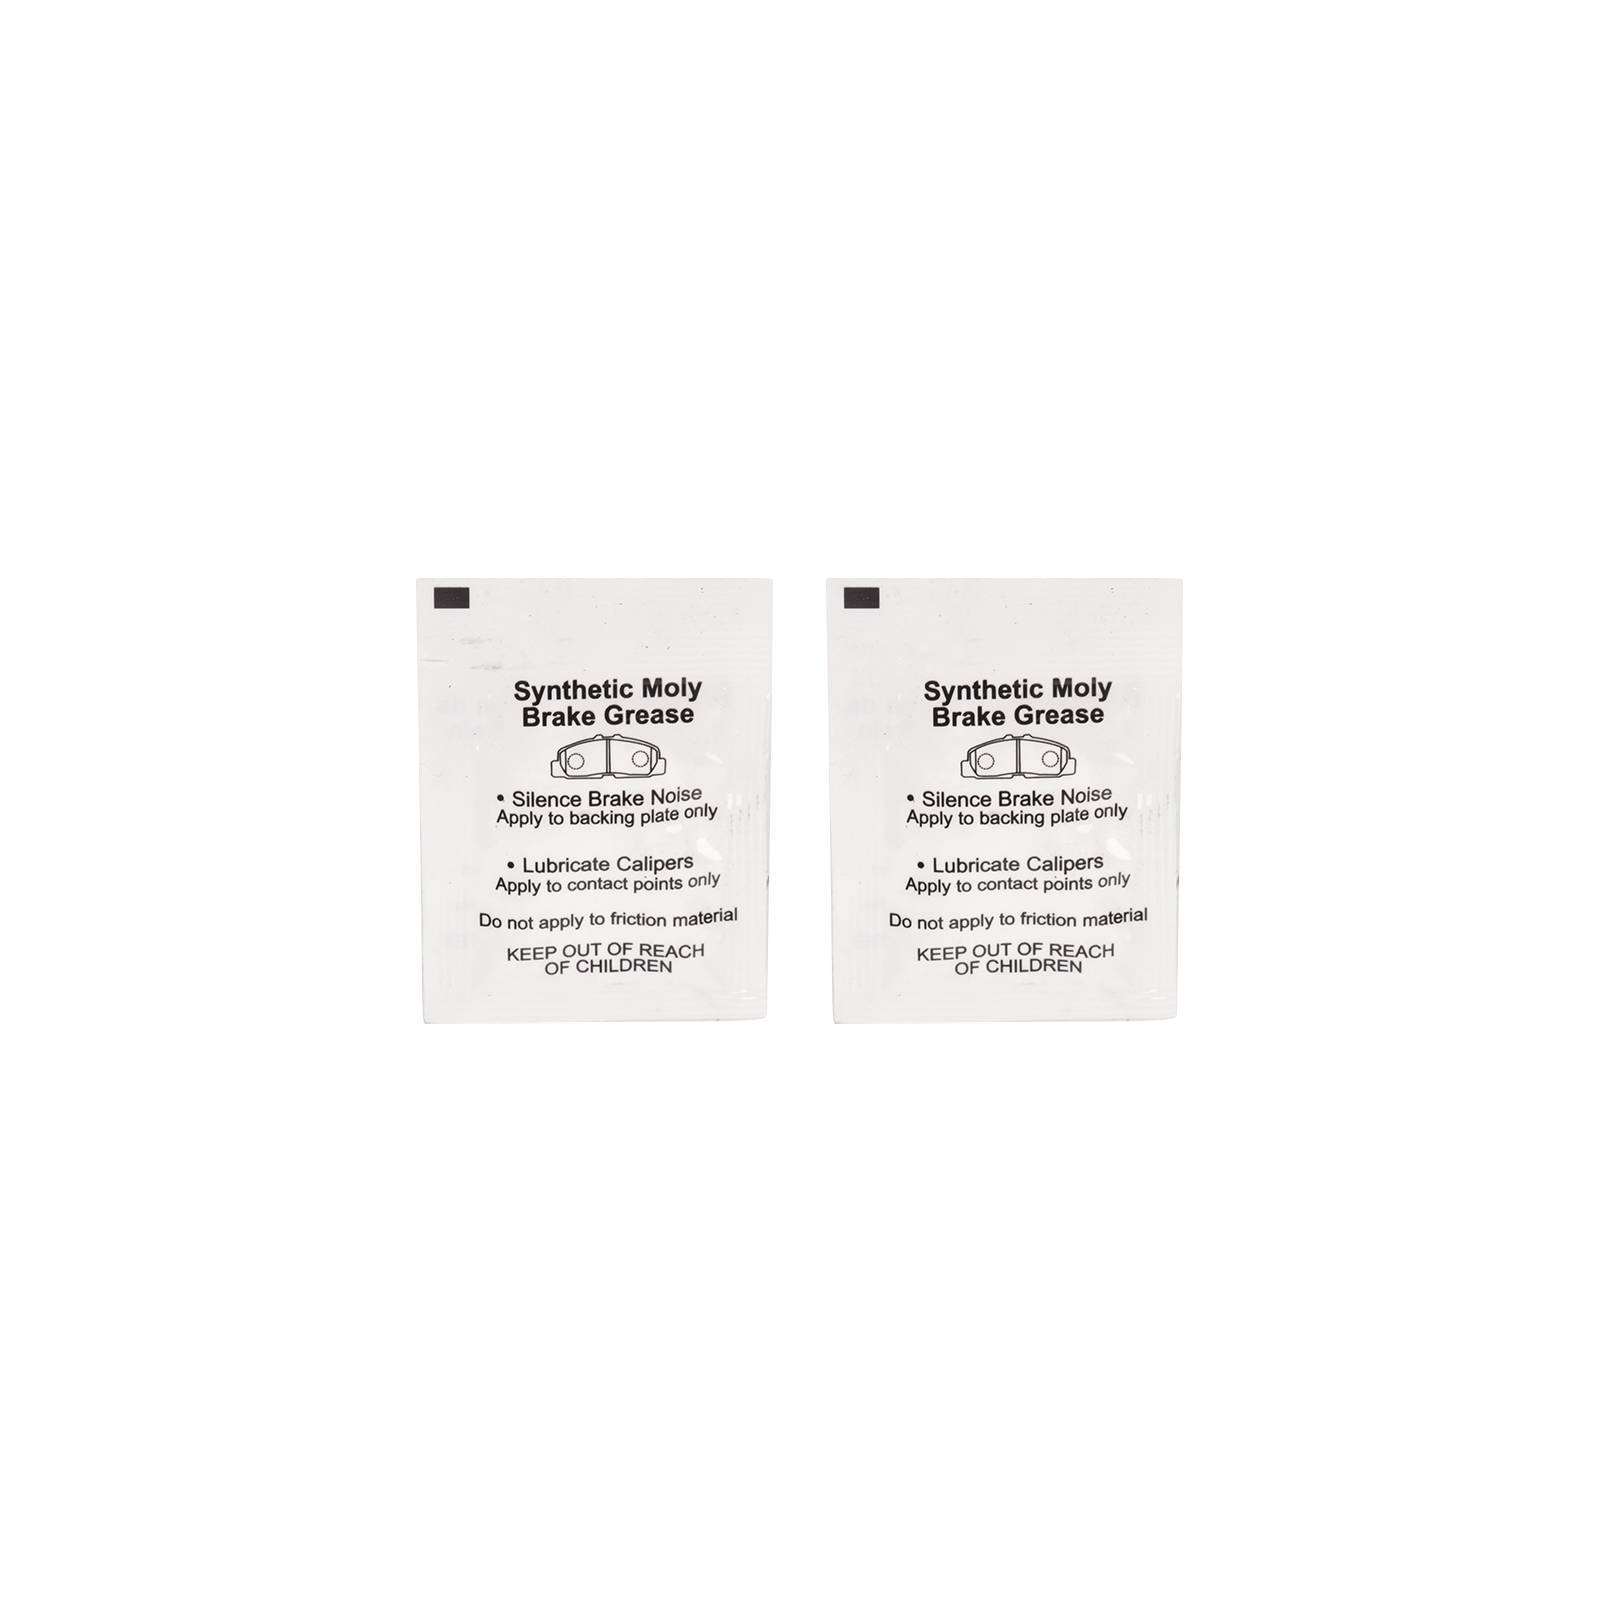 Synthetic Moly
Brake Grease
• Silence Brake Noise
Apply to backing plate only
• Lubricate Calipers
Apply to contact points only
Do not apply to friction material
KEEP OUT OF REACH
OF CHILDREN
Synthetic Moly
Brake Grease
• Silence Brake Noise
Apply to backing plate only
• Lubricate Calipers
Apply to contact points only
Do not apply to friction material
KEEP OUT OF REACH
OF CHILDREN